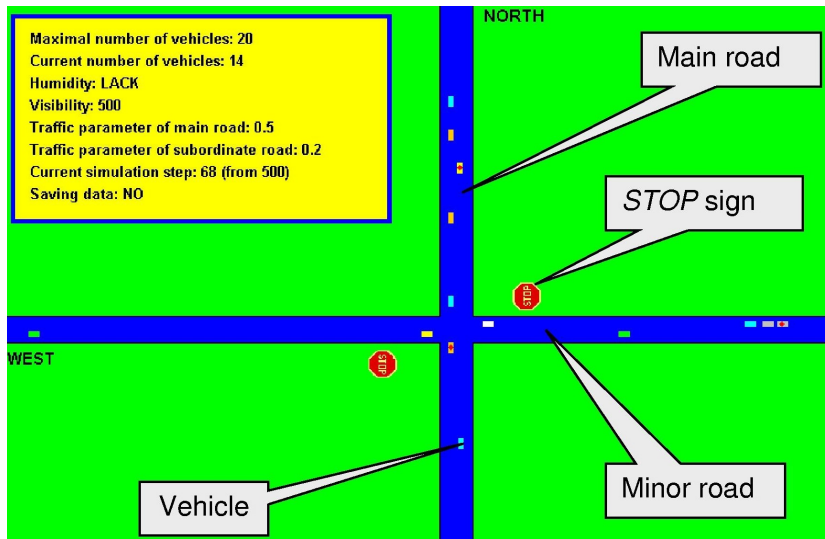 NORTH
Maximal number of vehicles: 20
Current number of vehicles: 14
Humidity: LACK
Visibility: 500
Traffic parameter of main road: 0.5
Traffic parameter of subordinate road: 0.2
Current simulation step: 68 (from 500)
Saving data: NO
Main road
STOP sign
STOP
WEST
STOP
Vehicle
Minor road